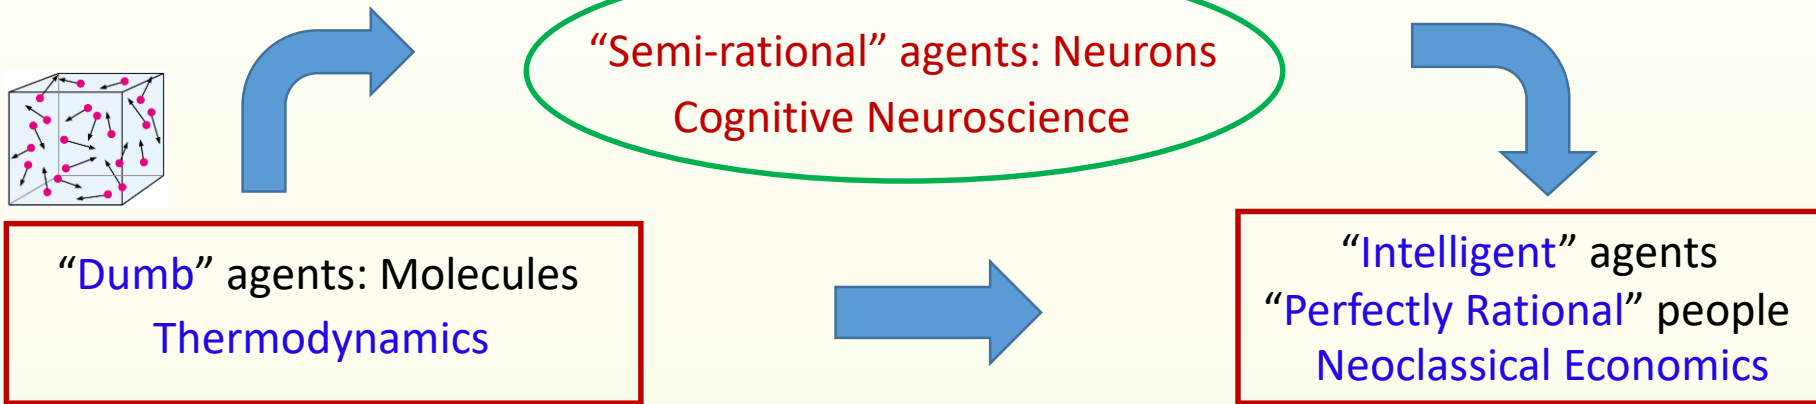 “Semi-rational” agents: Neurons
Cognitive Neuroscience
“Dumb” agents: Molecules
Thermodynamics
“Intelligent” agents
“Perfectly Rational” people
Neoclassical Economics